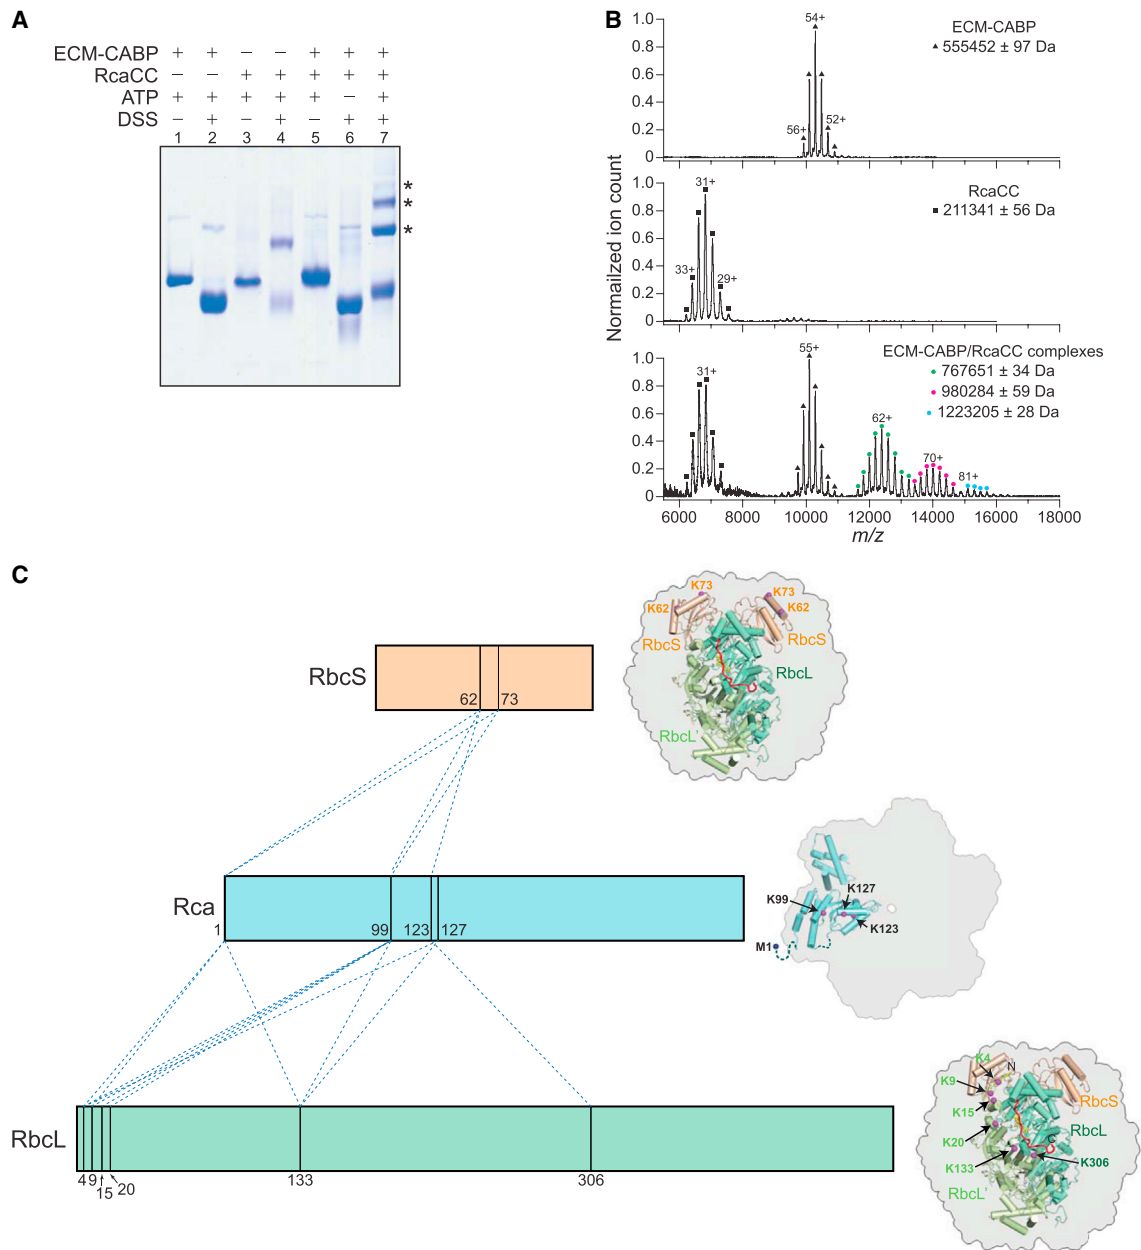 A
ECM-CABP + + – – + + +
RcaCC – – + + + + +
ATP + + + + + – +
DSS – + – + – + +
1 2 3 4 5 6 7
*
*
*
B
Normalized ion count
1.0
0.8
0.6
0.4
0.2
0
54+
56+
52+
ECM-CABP
▲ 555452 ± 97 Da
1.0
0.8
0.6
0.4
0.2
0
31+
33+
29+
RcaCC
■ 211341 ± 56 Da
1.0
0.8
0.6
0.4
0.2
0
31+
55+
62+
70+
81+
ECM-CABP/RcaCC complexes
● 767651 ± 34 Da
● 980284 ± 59 Da
● 1223205 ± 28 Da
6000 8000 10000 12000 14000 16000 18000
m/z
C
RbcS
62 73
K73
K62
K73
K62
RbcS
RbcS
RbcL
RbcL'
Rca
1 99 123 127
K99
K127
K123
M1
RbcL
4 9 15 20 133 306
K4
N
K9
K15
K20
K133
RbcL'
RbcS
RbcL
C
K306